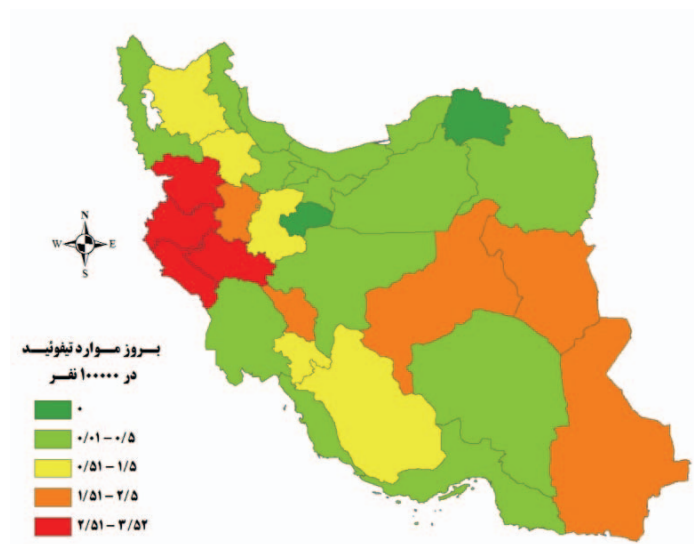 N
W E
S
بروز موارد تیفوئید
در ۱۰۰۰۰۰ نفر
۰
۰/۰۱ – ۰/۵
۰/۵۱ – ۱/۵
۱/۵۱ – ۲/۵
۲/۵۱ – ۳/۵۲